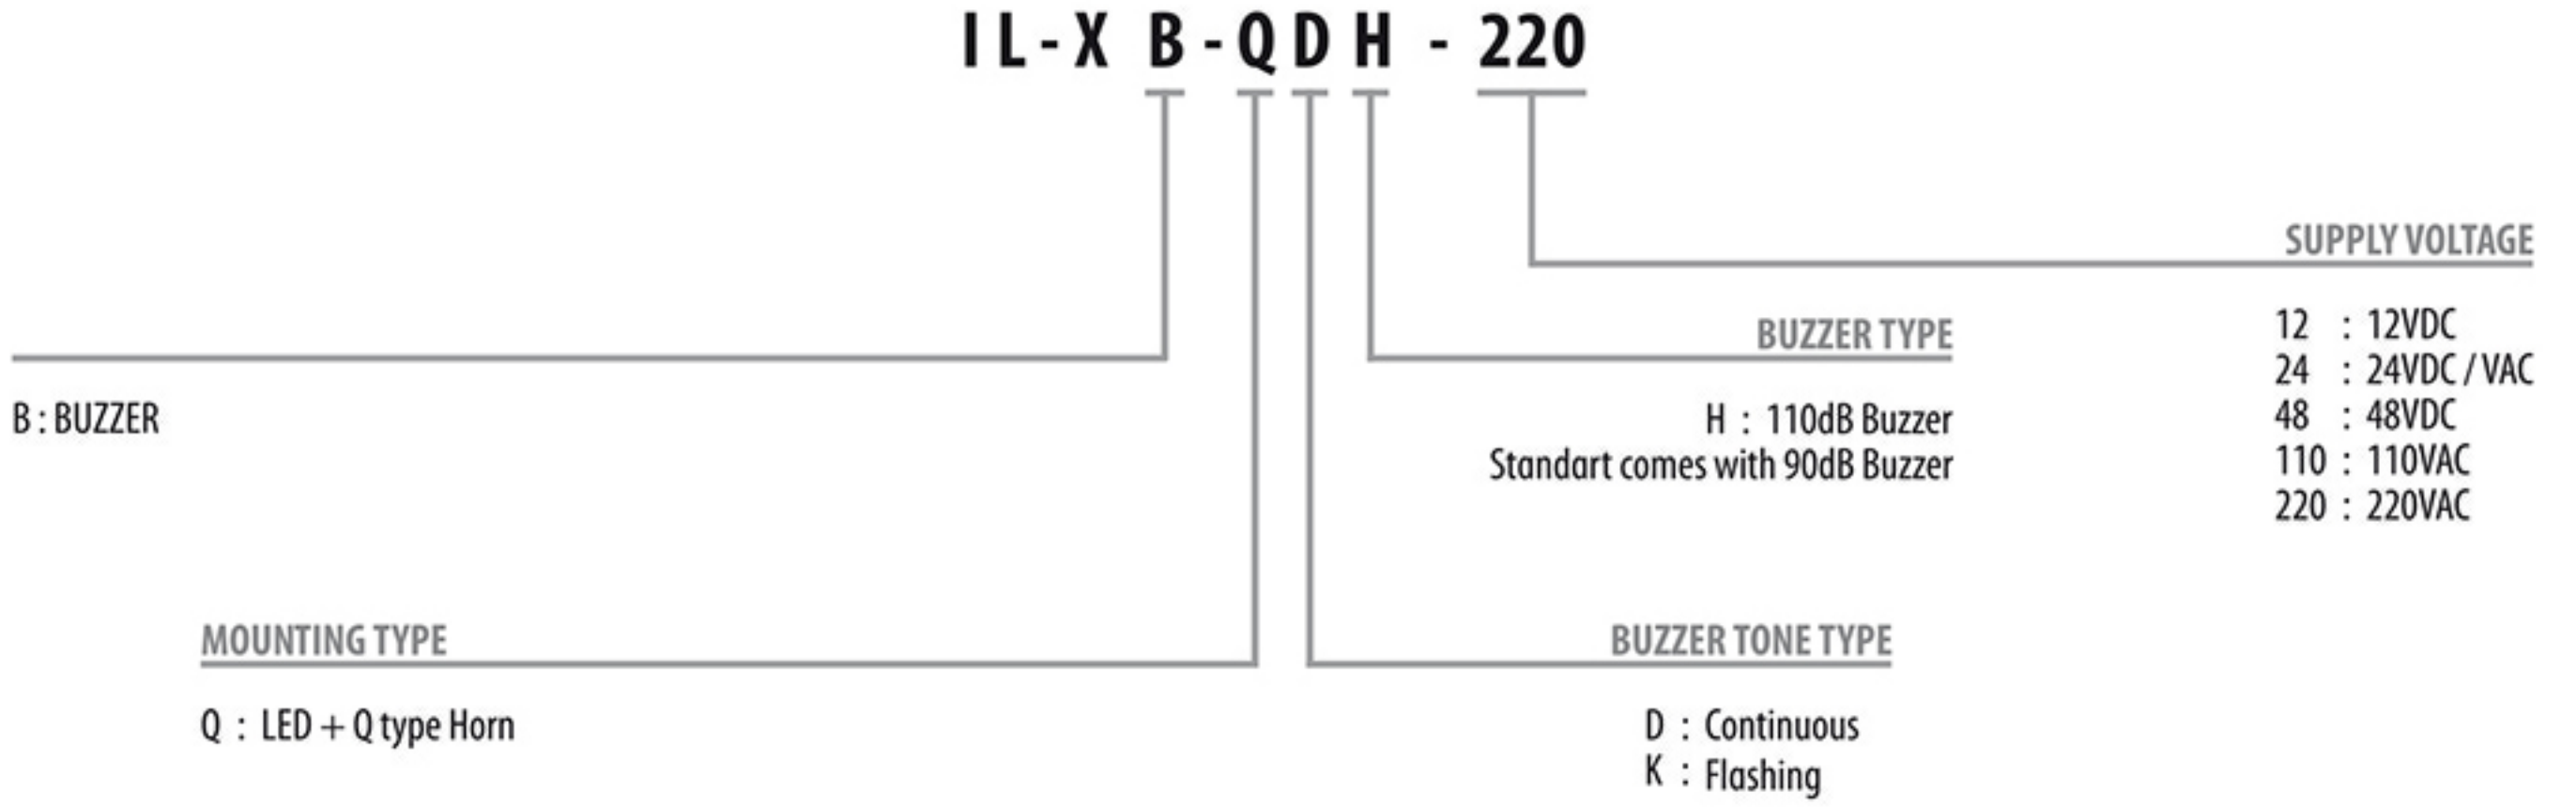 IL-X B-QDH - 220
SUPPLY VOLTAGE
12 : 12VDC
24 : 24VDC / VAC
48 : 48VDC
110 : 110VAC
220 : 220VAC
BUZZER TYPE
H : 110dB Buzzer
Standart comes with 90dB Buzzer
B : BUZZER
MOUNTING TYPE
Q : LED + Q type Horn
BUZZER TONE TYPE
D : Continuous
K : Flashing